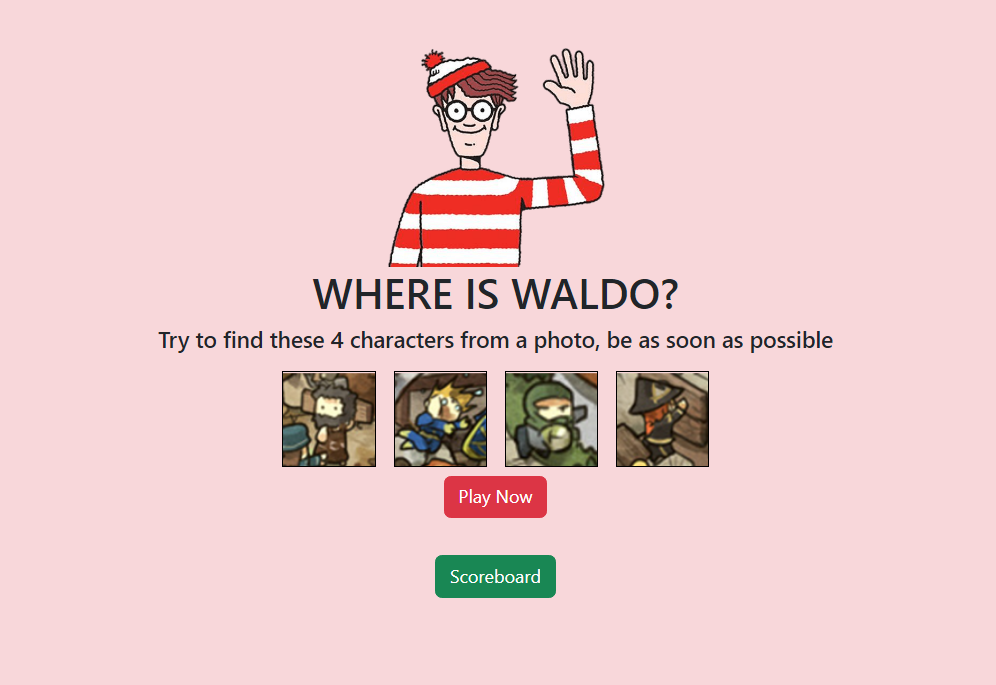 WHERE IS WALDO?
Try to find these 4 characters from a photo, be as soon as possible
Play Now
Scoreboard